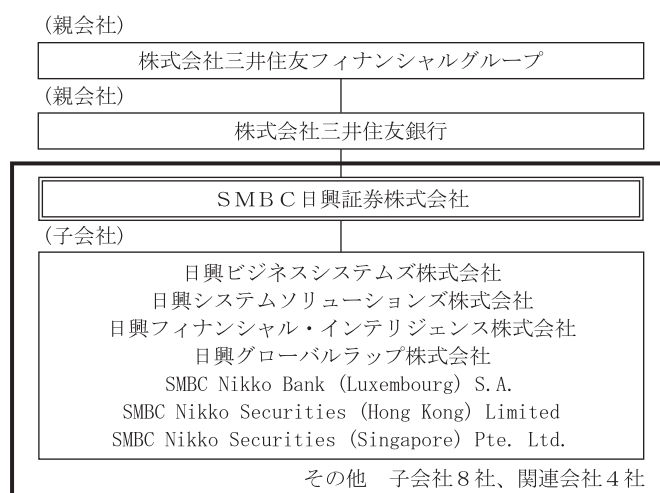 (親会社)
株式会社三井住友フィナンシャルグループ
(親会社)
株式会社三井住友銀行
ＳＭＢＣ日興証券株式会社
(子会社)
日興ビジネスシステムズ株式会社
日興システムソリューションズ株式会社
日興フィナンシャル・インテリジェンス株式会社
日興グローバルラップ株式会社
SMBC Nikko Bank (Luxembourg) S.A.
SMBC Nikko Securities (Hong Kong) Limited
SMBC Nikko Securities (Singapore) Pte. Ltd.
その他　子会社８社、関連会社４社